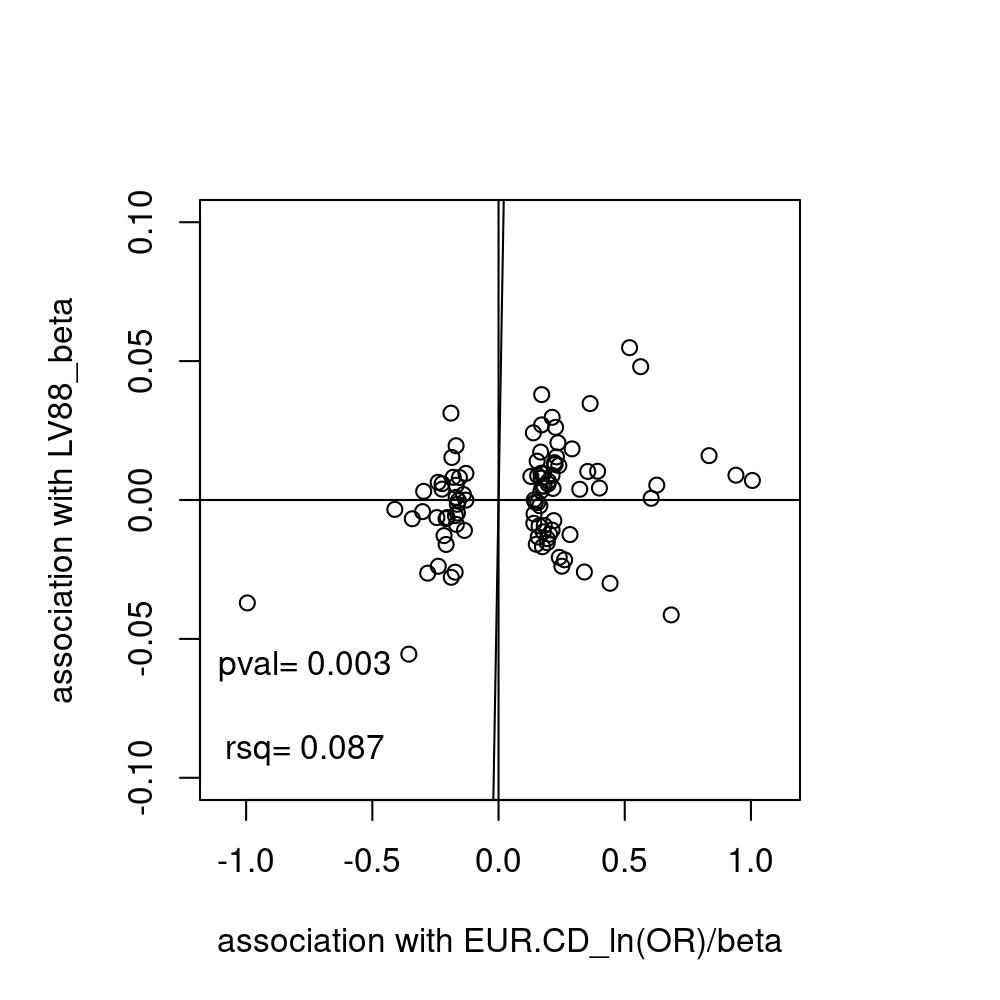 0.10
0.05
0.00
-0.05
-0.10
association with LV88_beta
pval= 0.003
rsq= 0.087
-1.0 -0.5 0.0 0.5 1.0
association with EUR.CD_ln(OR)/beta